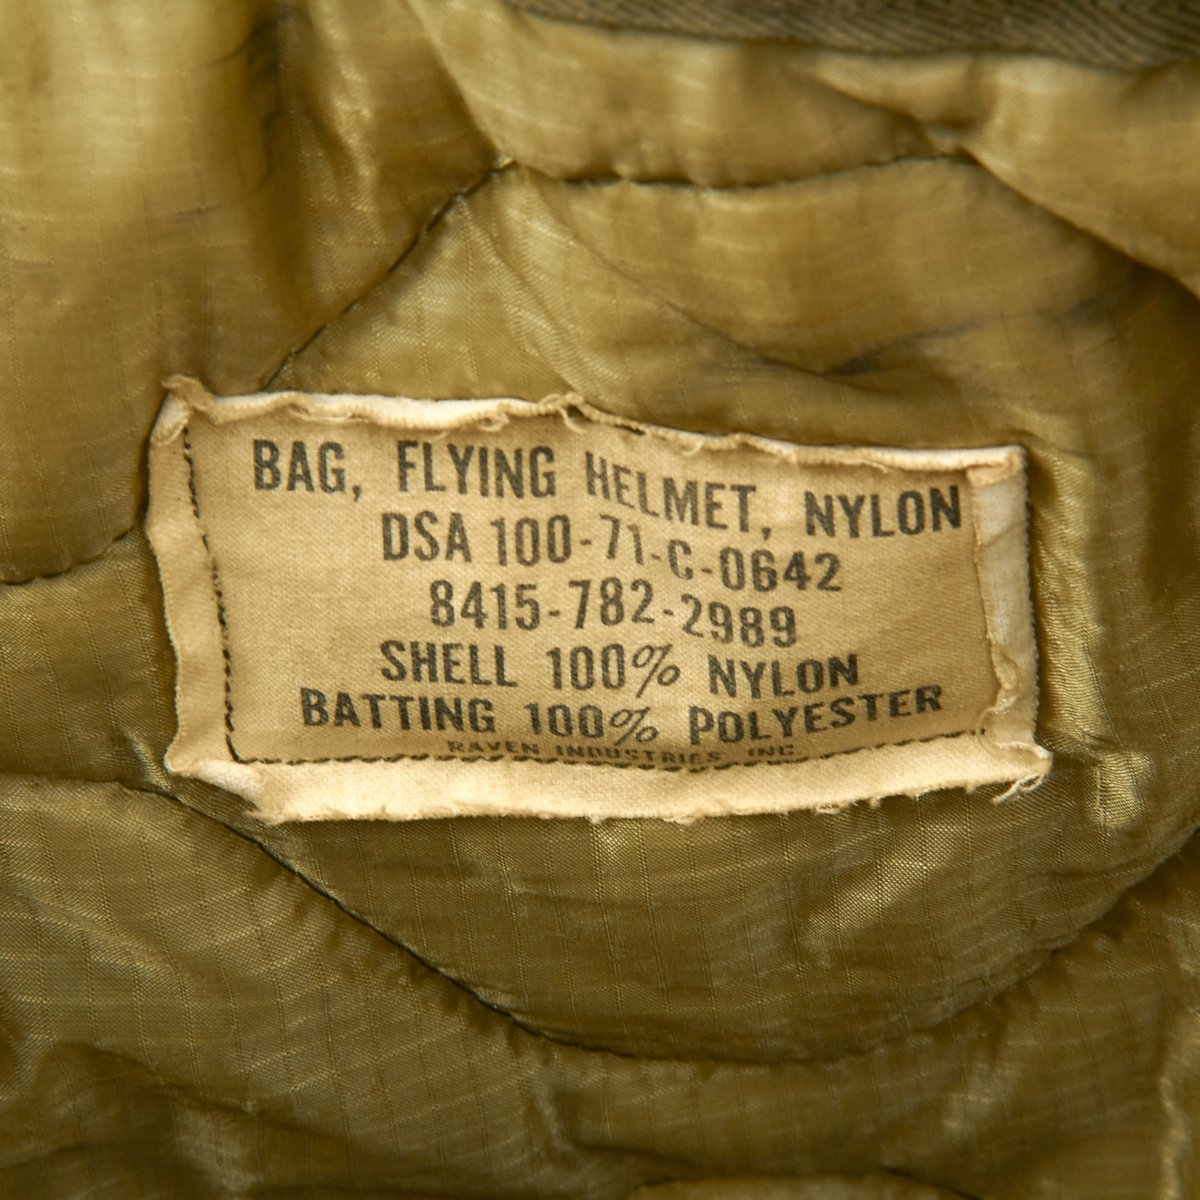 BAG, FLYING HELMET, NYLON
DSA 100-71-C-0642
8415-782-2989
SHELL 100% NYLON
BATTING 100% POLYESTER
RAVEN INDUSTRIES, INC.